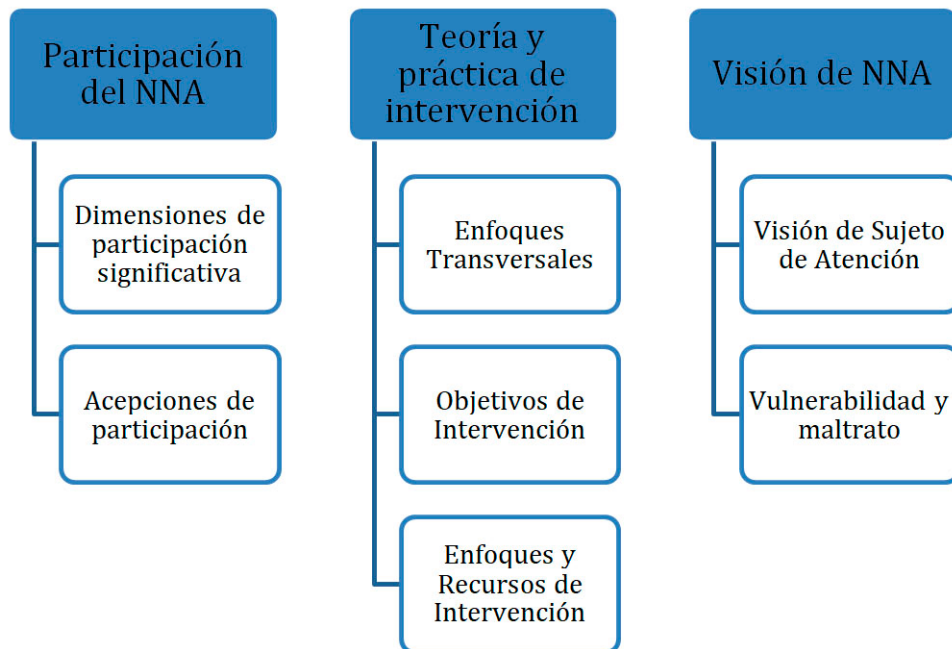 Participación
del NNA
Dimensiones de
participación
significativa
Acepciones de
participación
Teoría y
práctica de
intervención
Enfoques
Transversales
Objetivos de
Intervención
Enfoques y
Recursos de
Intervención
Visión de NNA
Visión de Sujeto
de Atención
Vulnerabilidad y
maltrato